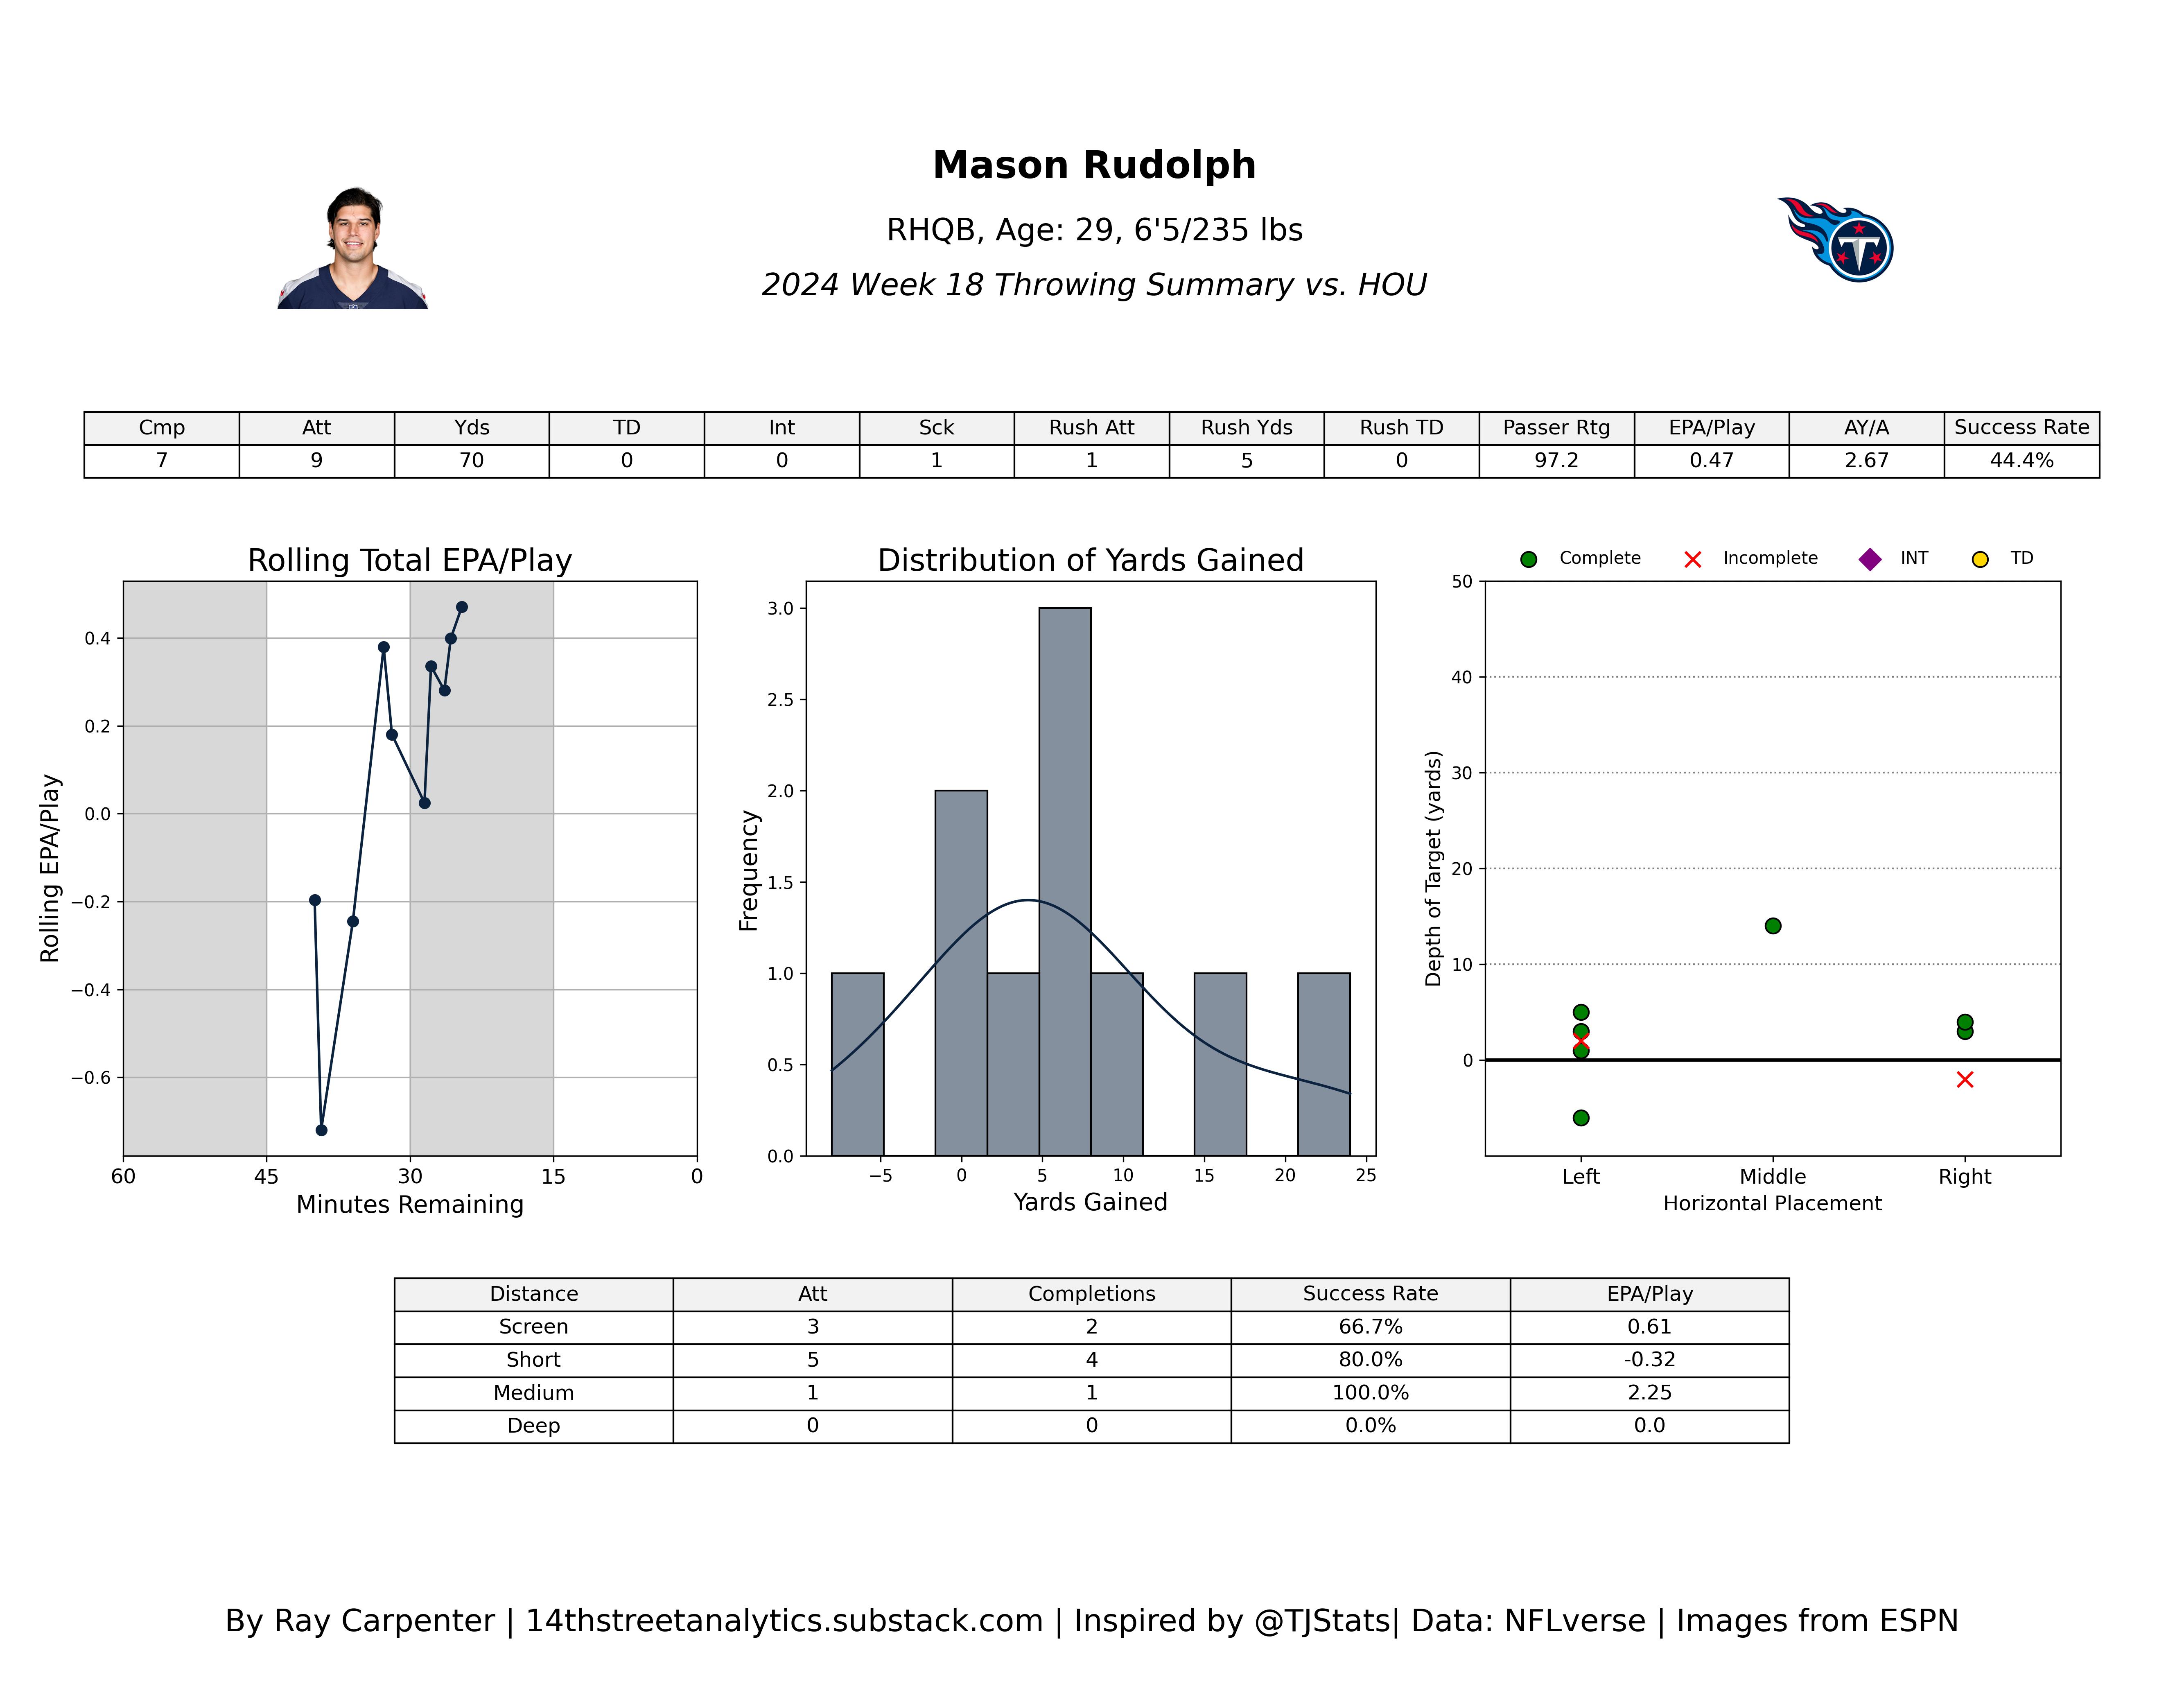 Mason Rudolph
RHQB, Age: 29, 6'5/235 lbs
2024 Week 18 Throwing Summary vs. HOU
Cmp Att Yds TD Int Sck Rush Att Rush Yds Rush TD Passer Rtg EPA/Play AY/A Success Rate
7 9 70 0 0 1 1 5 0 97.2 0.47 2.67 44.4%
Rolling Total EPA/Play
Rolling EPA/Play
0.4
0.2
0.0
−0.2
−0.4
−0.6
60 45 30 15 0
Minutes Remaining
Distribution of Yards Gained
Frequency
3.0
2.5
2.0
1.5
1.0
0.5
0.0
−5 0 5 10 15 20 25
Yards Gained
Complete Incomplete INT TD
Depth of Target (yards)
50
40
30
20
10
0
Left Middle Right
Horizontal Placement
Distance Att Completions Success Rate EPA/Play
Screen 3 2 66.7% 0.61
Short 5 4 80.0% -0.32
Medium 1 1 100.0% 2.25
Deep 0 0 0.0% 0.0
By Ray Carpenter | 14thstreetanalytics.substack.com | Inspired by @TJStats| Data: NFLverse | Images from ESPN